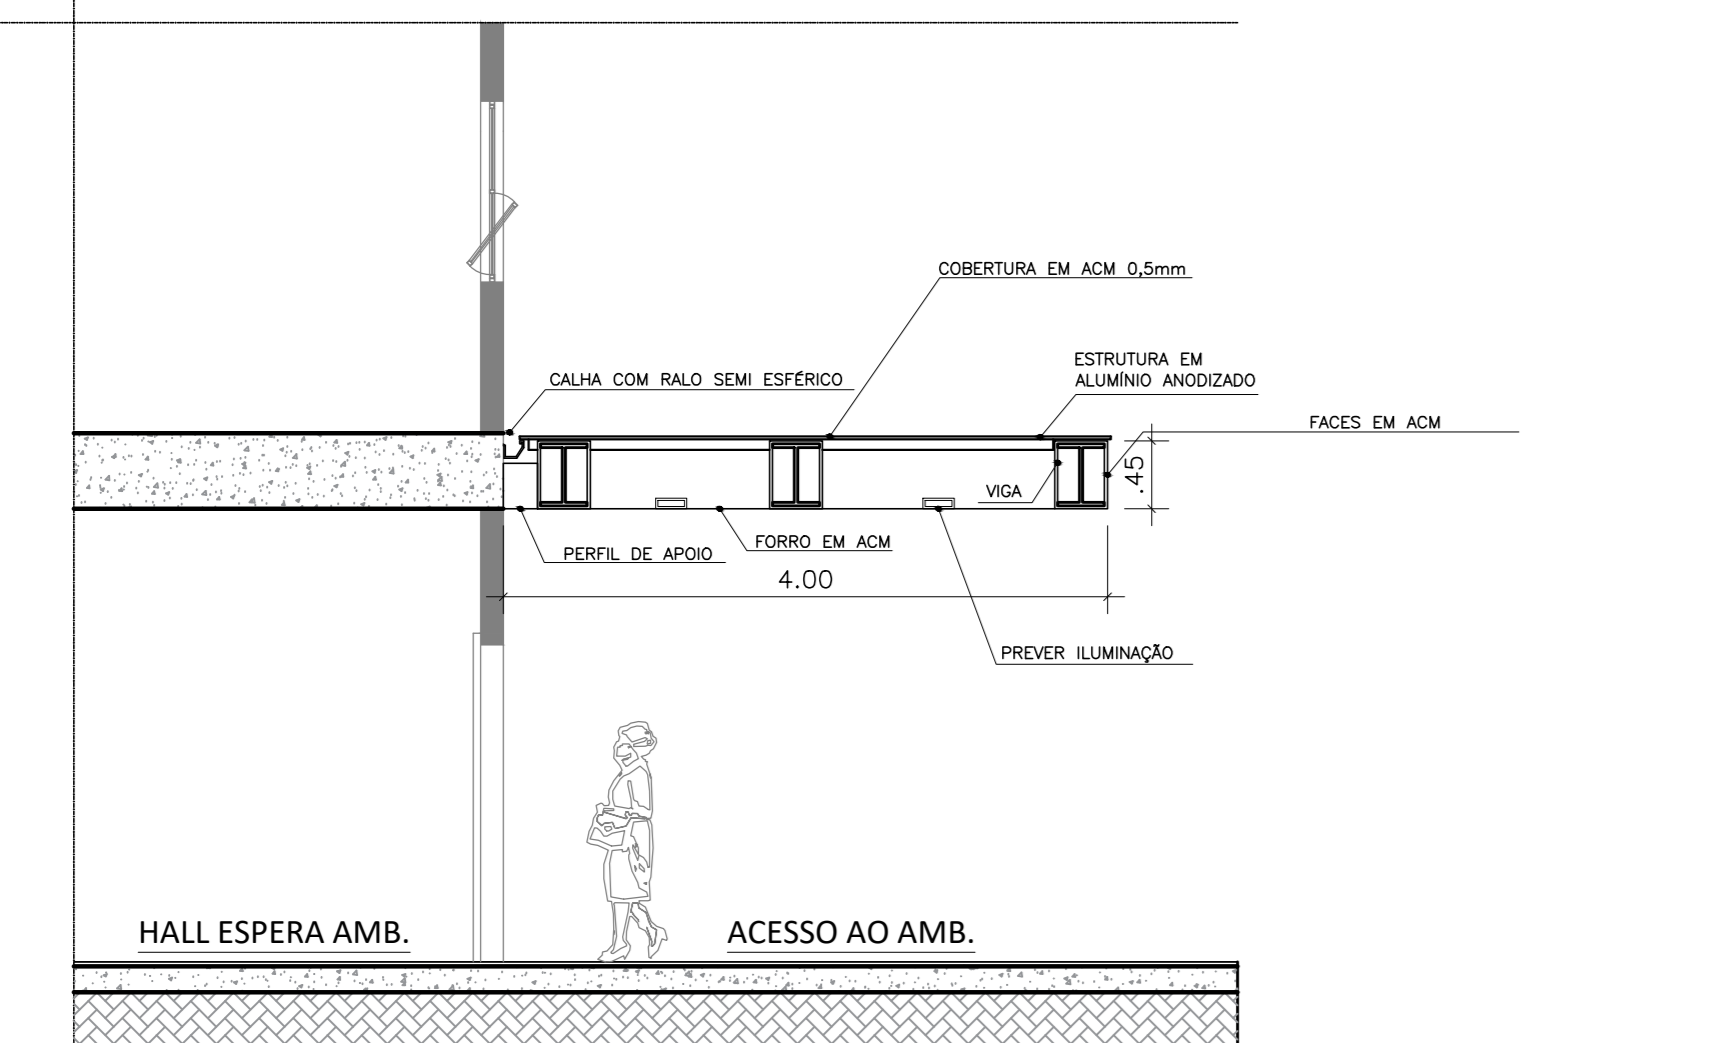 COBERTURA EM ACM 0,5mm
ESTRUTURA EM
ALUMÍNIO ANODIZADO
CALHA COM RALO SEMI ESFÉRICO
FACES EM ACM
.45
VIGA
FORRO EM ACM
PERFIL DE APOIO
4.00
PREVER ILUMINAÇÃO
HALL ESPERA AMB.
ACESSO AO AMB.